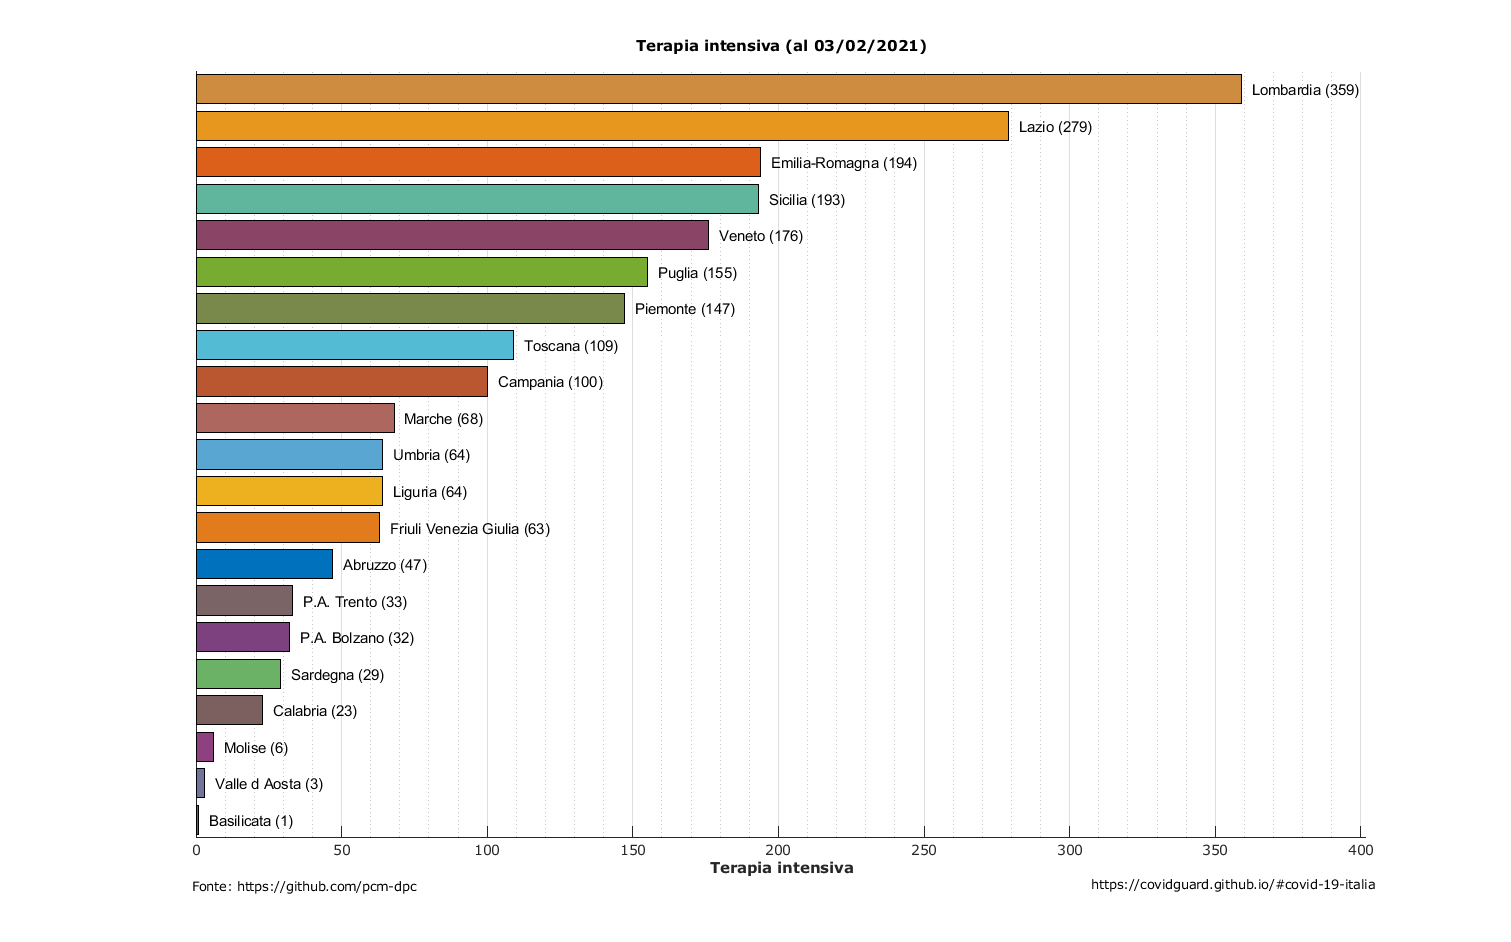 Terapia intensiva (al 03/02/2021)
Lombardia (359)
Lazio (279)
Emilia-Romagna (194)
Sicilia (193)
Veneto (176)
Puglia (155)
Piemonte (147)
Toscana (109)
Campania (100)
Marche (68)
Umbria (64)
Liguria (64)
Friuli Venezia Giulia (63)
Abruzzo (47)
P.A. Trento (33)
P.A. Bolzano (32)
Sardegna (29)
Calabria (23)
Molise (6)
Valle d Aosta (3)
Basilicata (1)
0 50 100 150 200 250 300 350 400
Terapia intensiva
Fonte: https://github.com/pcm-dpc
https://covidguard.github.io/#covid-19-italia